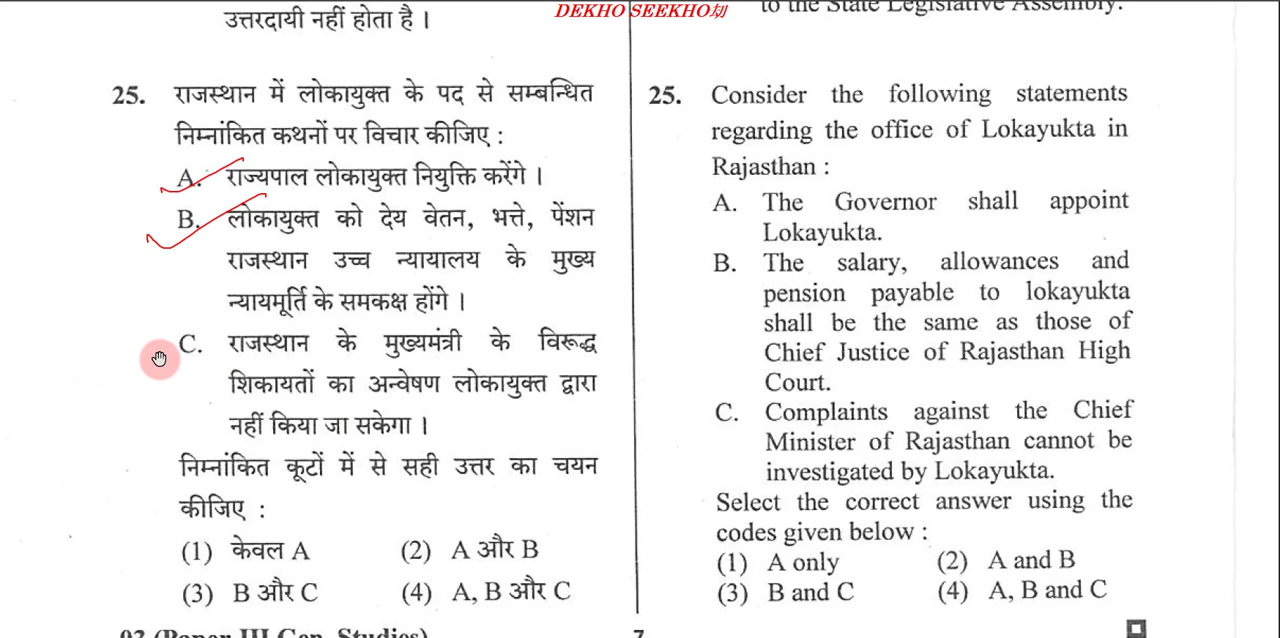 उत्तरदायी नहीं होता है ।
DEKHO SEEKHO
to the State Legislative Assembly.
25. राजस्थान में लोकायुक्त के पद से सम्बन्धित
निम्नांकित कथनों पर विचार कीजिए :
A. राज्यपाल लोकायुक्त नियुक्ति करेंगे ।
B. लोकायुक्त को देय वेतन, भत्ते, पेंशन
राजस्थान उच्च न्यायालय के मुख्य
न्यायमूर्ति के समकक्ष होंगे ।
C. राजस्थान के मुख्यमंत्री के विरूद्ध
शिकायतों का अन्वेषण लोकायुक्त द्वारा
नहीं किया जा सकेगा ।
निम्नांकित कूटों में से सही उत्तर का चयन
कीजिए :
(1) केवल A (2) A और B
(3) B और C (4) A, B और C
25. Consider the following statements
regarding the office of Lokayukta in
Rajasthan :
A. The Governor shall appoint
Lokayukta.
B. The salary, allowances and
pension payable to lokayukta
shall be the same as those of
Chief Justice of Rajasthan High
Court.
C. Complaints against the Chief
Minister of Rajasthan cannot be
investigated by Lokayukta.
Select the correct answer using the
codes given below :
(1) A only (2) A and B
(3) B and C (4) A, B and C
(Paper III Gen. Studies) 7